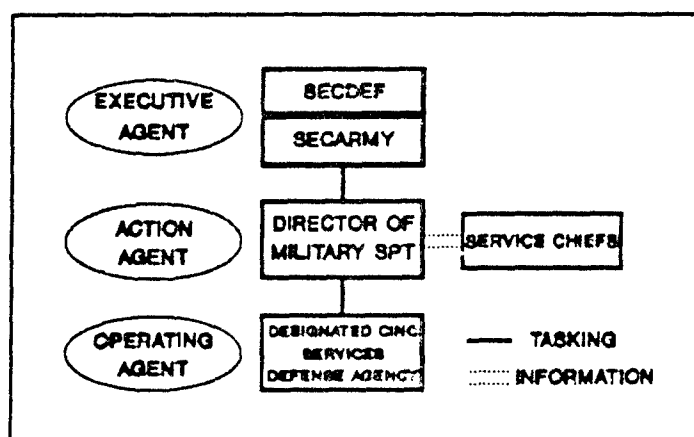 EXECUTIVE
AGENT
SECDEF
SECARMY
ACTION
AGENT
DIRECTOR OF
MILITARY SPT
SERVICE CHIEFS
OPERATING
AGENT
DESIGNATED CINC
SERVICES
DEFENSE AGENCY
TASKING
INFORMATION